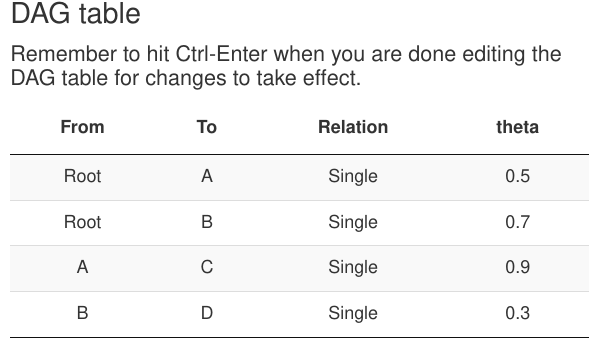 DAG table
Remember to hit Ctrl-Enter when you are done editing the
DAG table for changes to take effect.
From To Relation theta
Root A Single 0.5
Root B Single 0.7
A C Single 0.9
B D Single 0.3